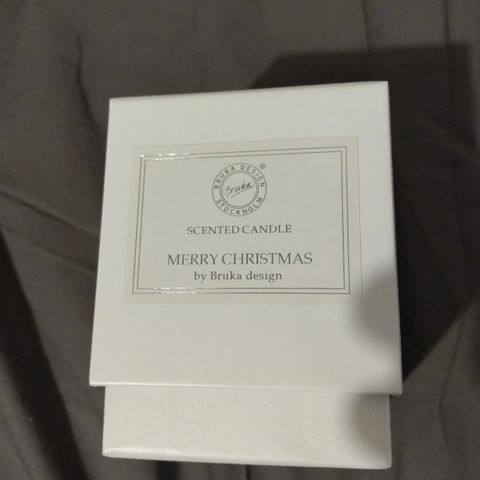 BRUKA DESIGN ®
Bruka
STOCKHOLM
SCENTED CANDLE
MERRY CHRISTMAS
by Bruka design